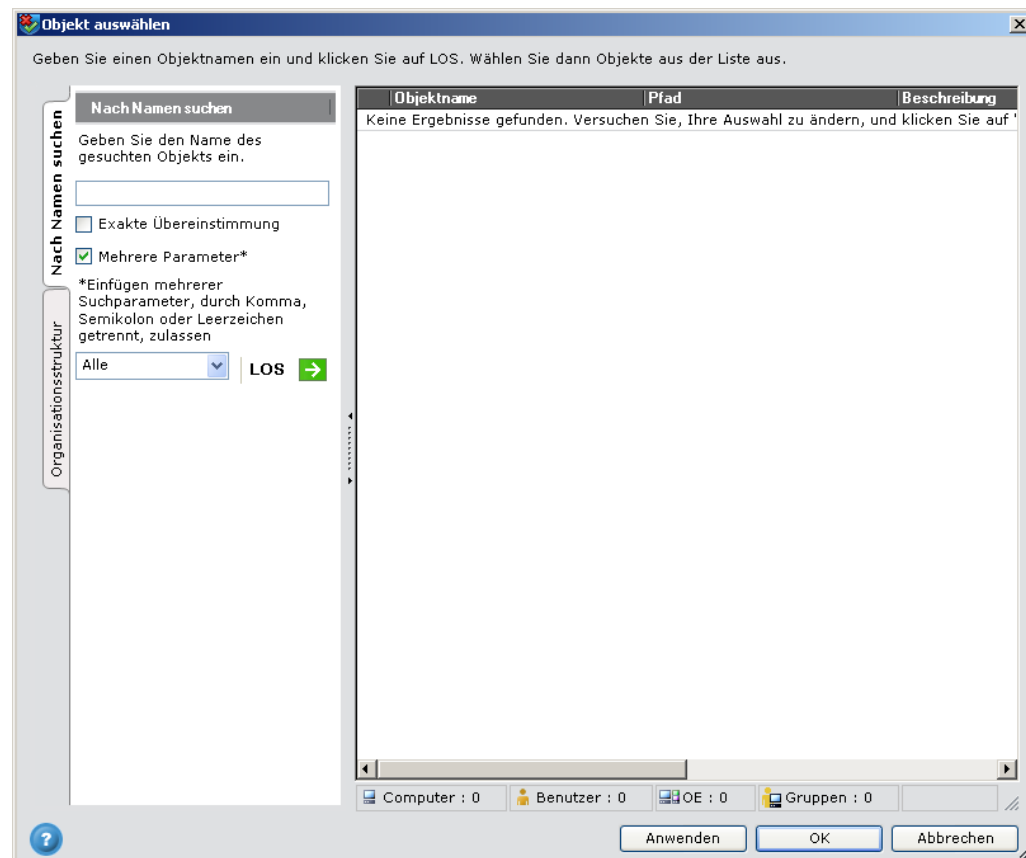 Objekt auswählen
Geben Sie einen Objektnamen ein und klicken Sie auf LOS. Wählen Sie dann Objekte aus der Liste aus.
Nach Namen suchen
Organisationsstruktur
Nach Namen suchen
Geben Sie den Name des
gesuchten Objekts ein.
Exakte Übereinstimmung
Mehrere Parameter*
*Einfügen mehrerer
Suchparameter, durch Komma,
Semikolon oder Leerzeichen
getrennt, zulassen
Alle
LOS
Objektname Pfad Beschreibung
Keine Ergebnisse gefunden. Versuchen Sie, Ihre Auswahl zu ändern, und klicken Sie auf '
Computer : 0 Benutzer : 0 OE : 0 Gruppen : 0
?
Anwenden OK Abbrechen